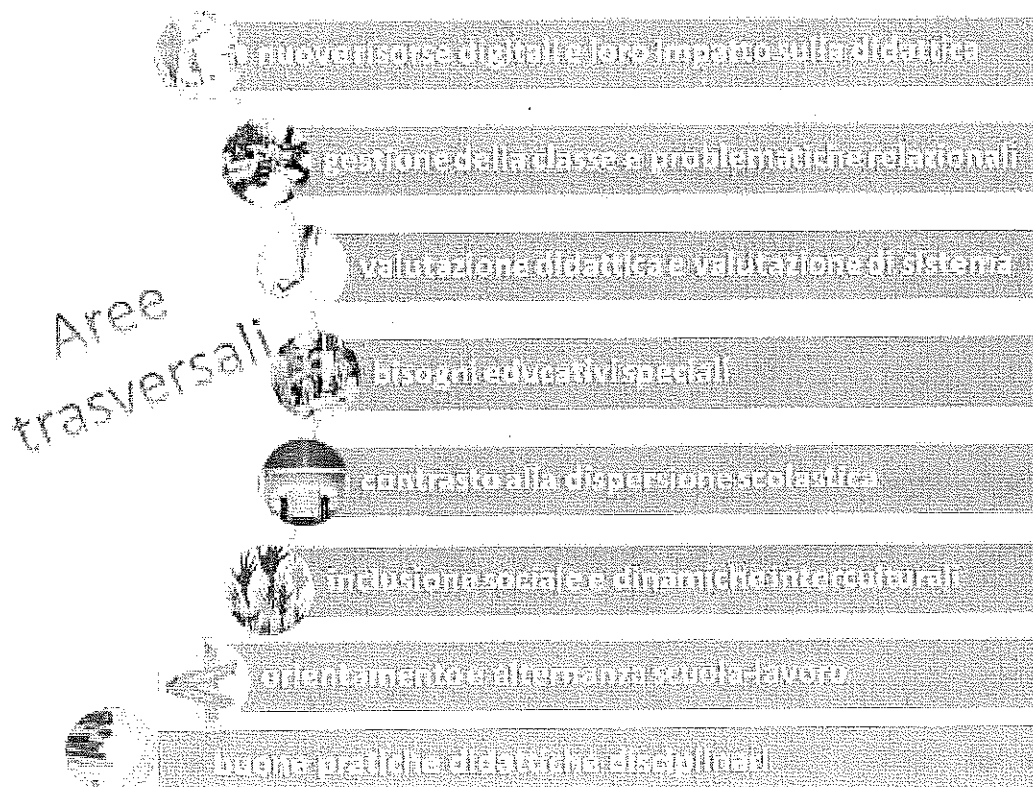 nuove risorse digitali e loro impatto sulla didattica
gestione della classe e problematiche relazionali
valutazione didattica e valutazione di sistema
Aree
trasversali
bisogni educativi speciali
contrasto alla dispersione scolastica
inclusione sociale e dinamiche interculturali
orientamento e alternanza scuola-lavoro
buone pratiche didattiche disciplinari